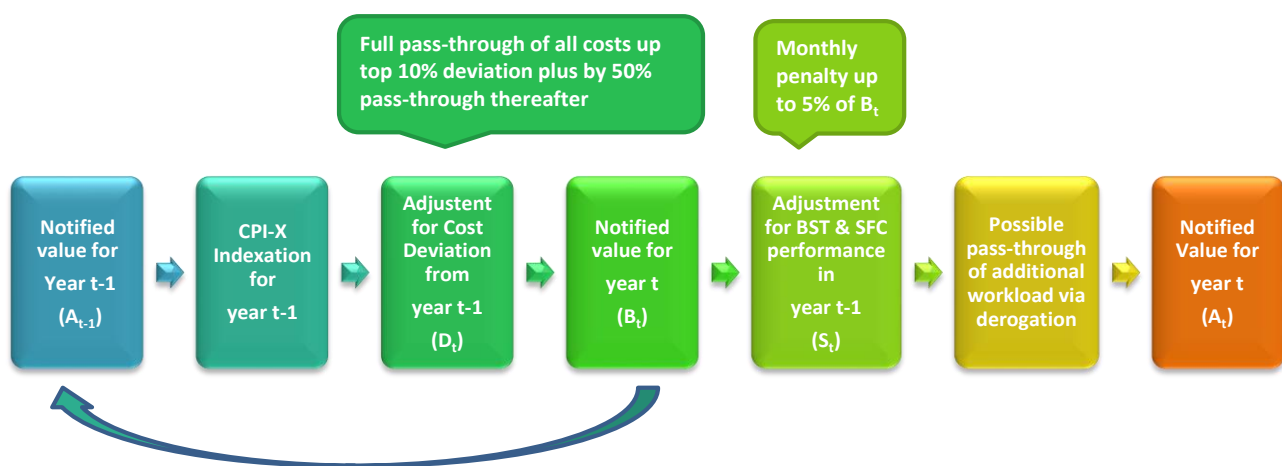 Full pass-through of all costs up
top 10% deviation plus by 50%
pass-through thereafter
Monthly
penalty up
to 5% of Bt
Notified
value for
Year t-1
(At-1)
CPI-X
Indexation
for
year t-1
Adjustent
for Cost
Deviation
from
year t-1
(Dt)
Notified
value for
year t
(Bt)
Adjustment
for BST & SFC
performance
in
year t-1
(St)
Possible
pass-through
of additional
workload via
derogation
Notified
Value for
year t
(At)